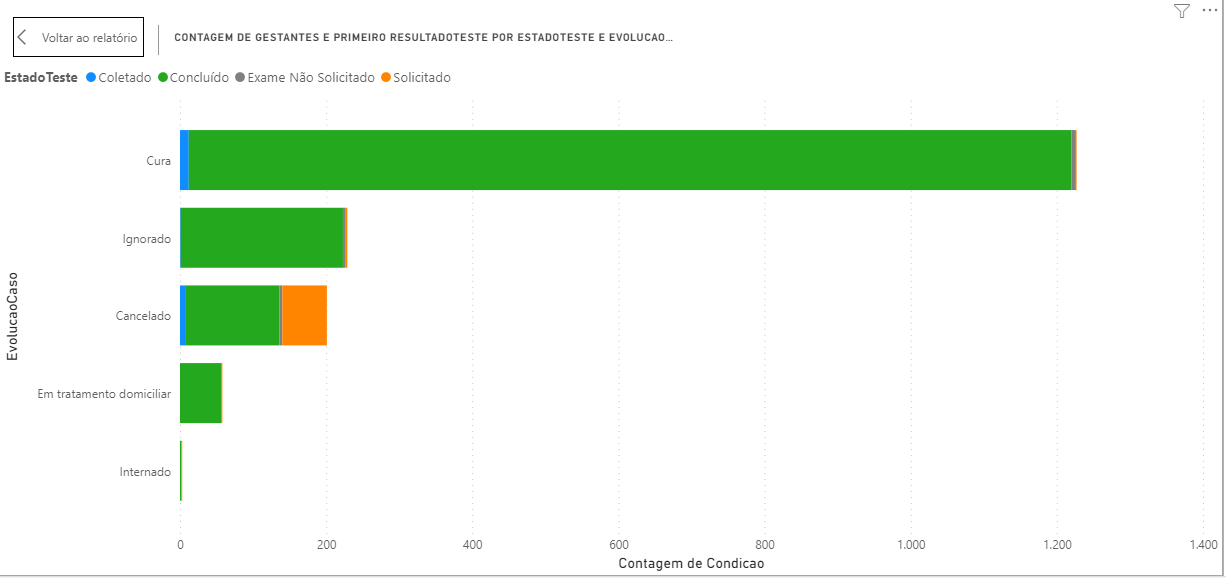 Voltar ao relatório
CONTAGEM DE GESTANTES E PRIMEIRO RESULTADOTESTE POR ESTADOTESTE E EVOLUCAO...
EstadoTeste Coletado Concluído Exame Não Solicitado Solicitado
EvolucaoCaso
Cura
Ignorado
Cancelado
Em tratamento domiciliar
Internado
0 200 400 600 800 1.000 1.200 1.400
Contagem de Condicao